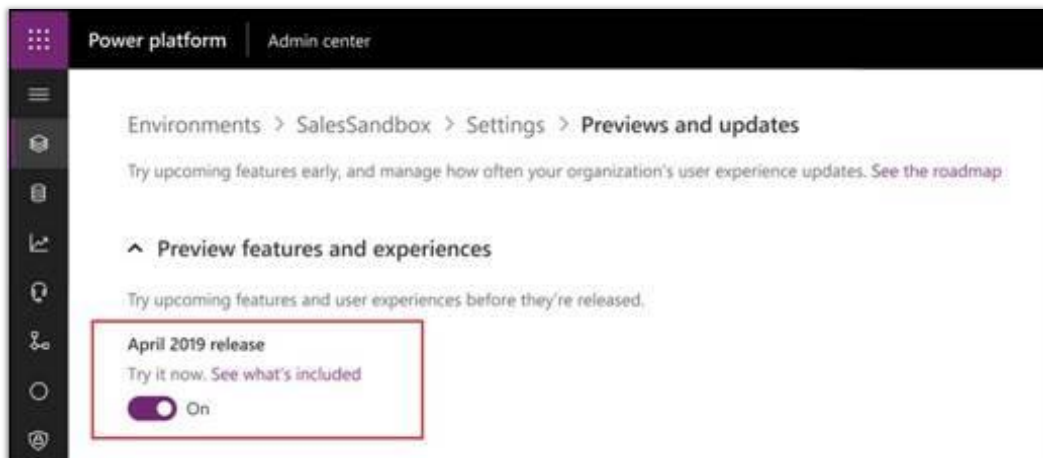 Power platform Admin center
Environments > SalesSandbox > Settings > Previews and updates
Try upcoming features early, and manage how often your organization's user experience updates. See the roadmap
Preview features and experiences
Try upcoming features and user experiences before they're released.
April 2019 release
Try it now. See what's included
On